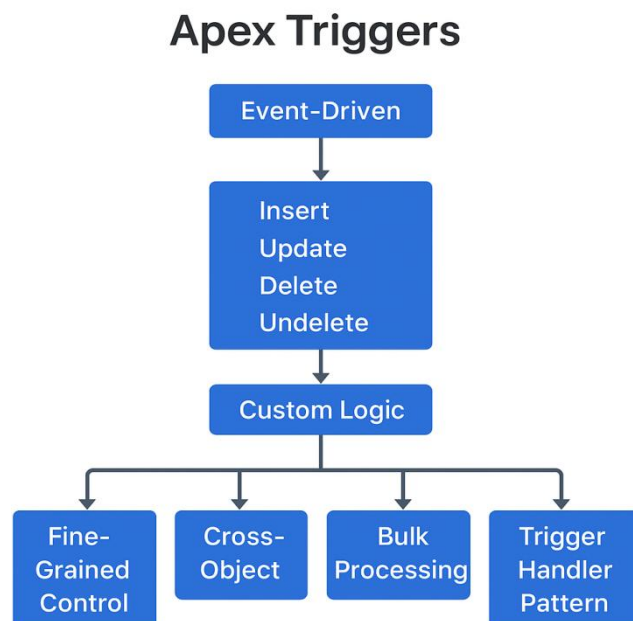 Apex Triggers
Event-Driven
Insert
Update
Delete
Undelete
Custom Logic
Fine-
Grained
Control
Cross-
Object
Bulk
Processing
Trigger
Handler
Pattern